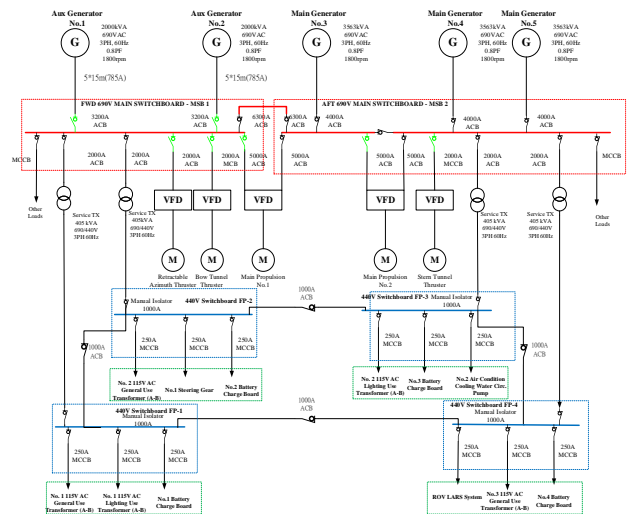 Aux Generator
No.1
2000kVA
690VAC
3PH, 60Hz
0.8PF
1800rpm
G
5*15m(785A)
Aux Generator
No.2
2000kVA
690VAC
3PH, 60Hz
0.8PF
1800rpm
G
5*15m(785A)
Main Generator
No.3
3563kVA
690VAC
3PH, 60Hz
0.8PF
1800rpm
G
Main Generator
No.4
3563kVA
690VAC
3PH, 60Hz
0.8PF
1800rpm
G
Main Generator
No.5
3563kVA
690VAC
3PH, 60Hz
0.8PF
1800rpm
G
FWD 690V MAIN SWITCHBOARD - MSB 1
AFT 690V MAIN SWITCHBOARD - MSB 2
3200A
ACB
3200A
ACB
6300A
ACB
6300A
ACB
4000A
ACB
4000A
ACB
4000A
ACB
MCCB
2000A
ACB
2000A
ACB
2000A
ACB
2000A
MCB
5000A
ACB
5000A
ACB
5000A
ACB
5000A
ACB
2000A
MCCB
2000A
ACB
2000A
ACB
MCCB
Other
Loads
Service TX
405 kVA
690/440V
3PH 60Hz
Service TX
405kVA
690/440V
3PH 60Hz
VFD
VFD
VFD
VFD
VFD
Service TX
405 kVA
690/440V
3PH 60Hz
Service TX
405 kVA
690/440V
3PH 60Hz
Other
Loads
M
M
M
M
M
Retractable
Azimuth Thruster
Bow Tunnel
Thruster
Main Propulsion
No.1
Main Propulsion
No.2
Stern Tunnel
Thruster
Manual Isolator
440V Switchboard FP-2
1000A
1000A
ACB
440V Switchboard FP-3
Manual Isolator
1000A
250A
MCCB
250A
MCCB
250A
MCCB
250A
MCCB
250A
MCCB
250A
MCCB
1000A
ACB
1000A
ACB
No. 2 115V AC
General Use
Transformer (A-B)
No.1 Steering Gear
No.2 Battery
Charge Board
No. 2 115V AC
Lighting Use
Transformer (A-B)
No.3 Battery
Charge Board
No.2 Air Condition
Cooling Water Circ.
Pump
440V Switchboard FP-1
Manual Isolator
1000A
1000A
ACB
440V Switchboard FP-4
Manual Isolator
1000A
250A
MCCB
250A
MCCB
250A
MCCB
250A
MCCB
250A
MCCB
250A
MCCB
No. 1 115V AC
General Use
Transformer (A-B)
No. 1 115V AC
Lighting Use
Transformer (A-B)
No.1 Battery
Charge Board
ROV LARS System
No.3 115V AC
General Use
Transformer (A-B)
No.4 Battery
Charge Board